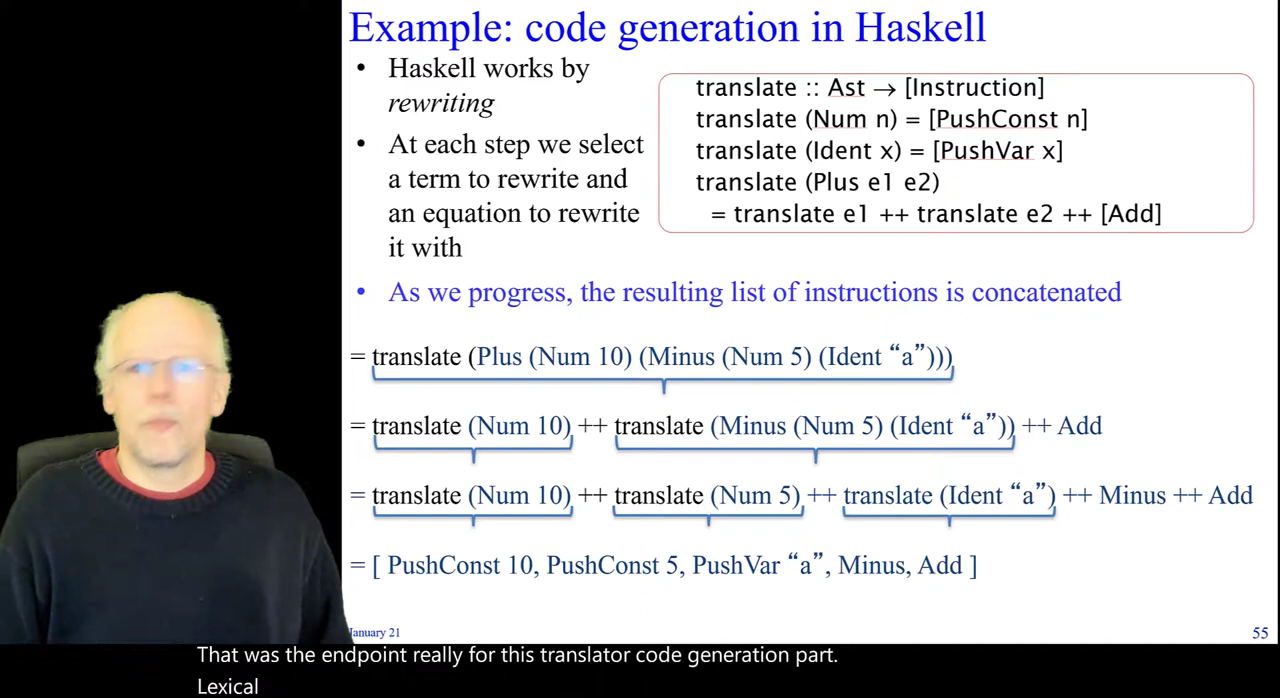 Example: code generation in Haskell
• Haskell works by
rewriting
• At each step we select
a term to rewrite and
an equation to rewrite
it with
translate :: Ast → [Instruction]
translate (Num n) = [PushConst n]
translate (Ident x) = [PushVar x]
translate (Plus e1 e2)
= translate e1 ++ translate e2 ++ [Add]
• As we progress, the resulting list of instructions is concatenated
= translate (Plus (Num 10) (Minus (Num 5) (Ident “a”)))
= translate (Num 10) ++ translate (Minus (Num 5) (Ident “a”)) ++ Add
= translate (Num 10) ++ translate (Num 5) ++ translate (Ident “a”) ++ Minus ++ Add
= [ PushConst 10, PushConst 5, PushVar “a”, Minus, Add ]
January 21
55
That was the endpoint really for this translator code generation part.
Lexical